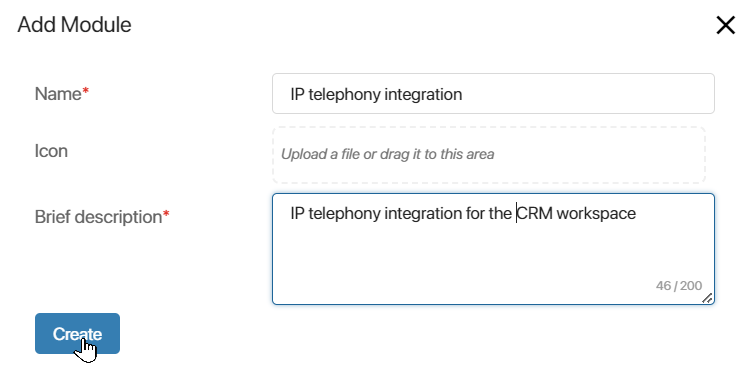 Add Module
Name* IP telephony integration
Icon Upload a file or drag it to this area
Brief description* IP telephony integration for the CRM workspace
46 / 200
Create